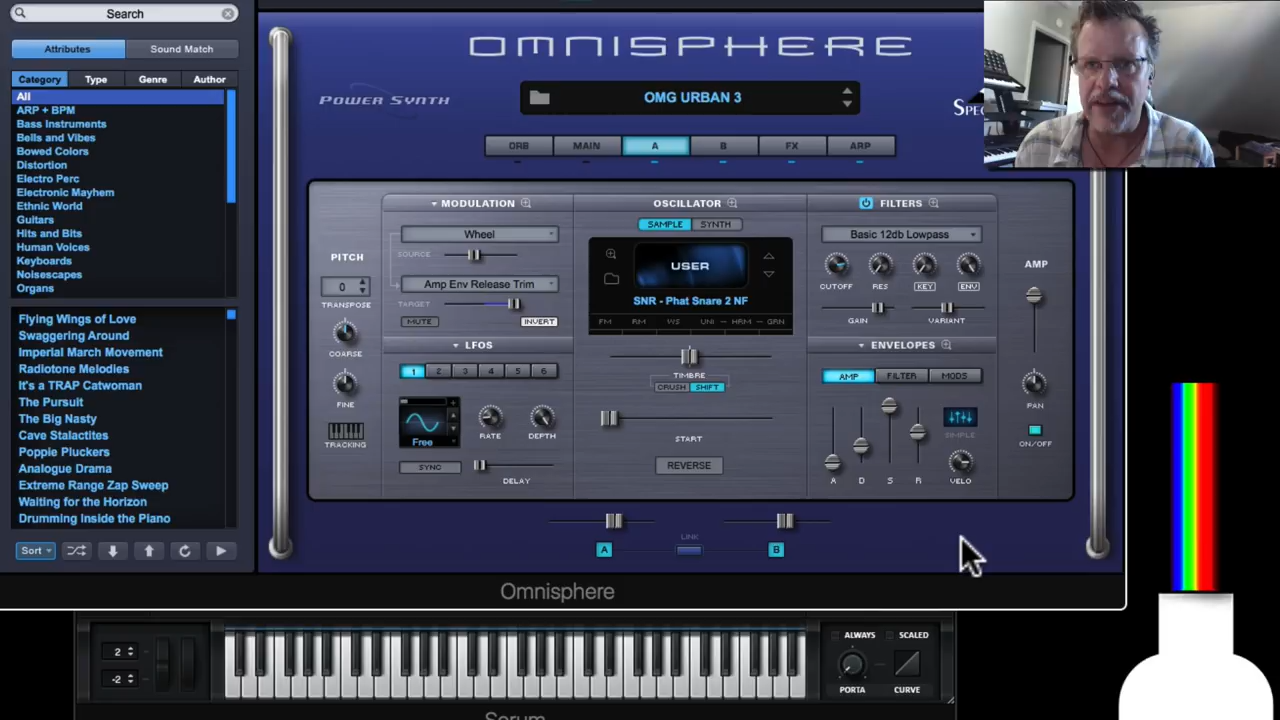 Search
Attributes
Sound Match
Category
Type
Genre
Author
All
ARP + BPM
Bass Instruments
Bells and Vibes
Bowed Colors
Distortion
Electro Perc
Electronic Mayhem
Ethnic World
Guitars
Hits and Bits
Human Voices
Keyboards
Noisescapes
Organs
Flying Wings of Love
Swaggering Around
Imperial March Movement
Radiotone Melodies
It's a TRAP Catwoman
The Pursuit
The Big Nasty
Cave Stalactites
Poppie Pluckers
Analogue Drama
Extreme Range Zap Sweep
Waiting for the Horizon
Drumming Inside the Piano
Sort
OMNISPHERE
POWER SYNTH
OMG URBAN 3
SPEC
ORB
MAIN
A
B
FX
ARP
PITCH
0
TRANSPOSE
COARSE
FINE
TRACKING
MODULATION
Wheel
SOURCE
Amp Env Release Trim
TARGET
MUTE
INVERT
LFOS
1
2
3
4
5
6
Free
RATE
DEPTH
SYNC
DELAY
OSCILLATOR
SAMPLE
SYNTH
USER
SNR - Phat Snare 2 NF
FM
RM
WS
UNI
HRM
GRN
TIMBRE
CRUSH
SHIFT
START
REVERSE
FILTERS
Basic 12db Lowpass
CUTOFF
RES
KEY
ENV
GAIN
VARIANT
ENVELOPES
AMP
FILTER
MODS
SIMPLE
A
D
S
R
VELO
AMP
PAN
ON/OFF
LINK
A
B
Omnisphere
2
-2
ALWAYS
SCALED
PORTA
CURVE
Serum